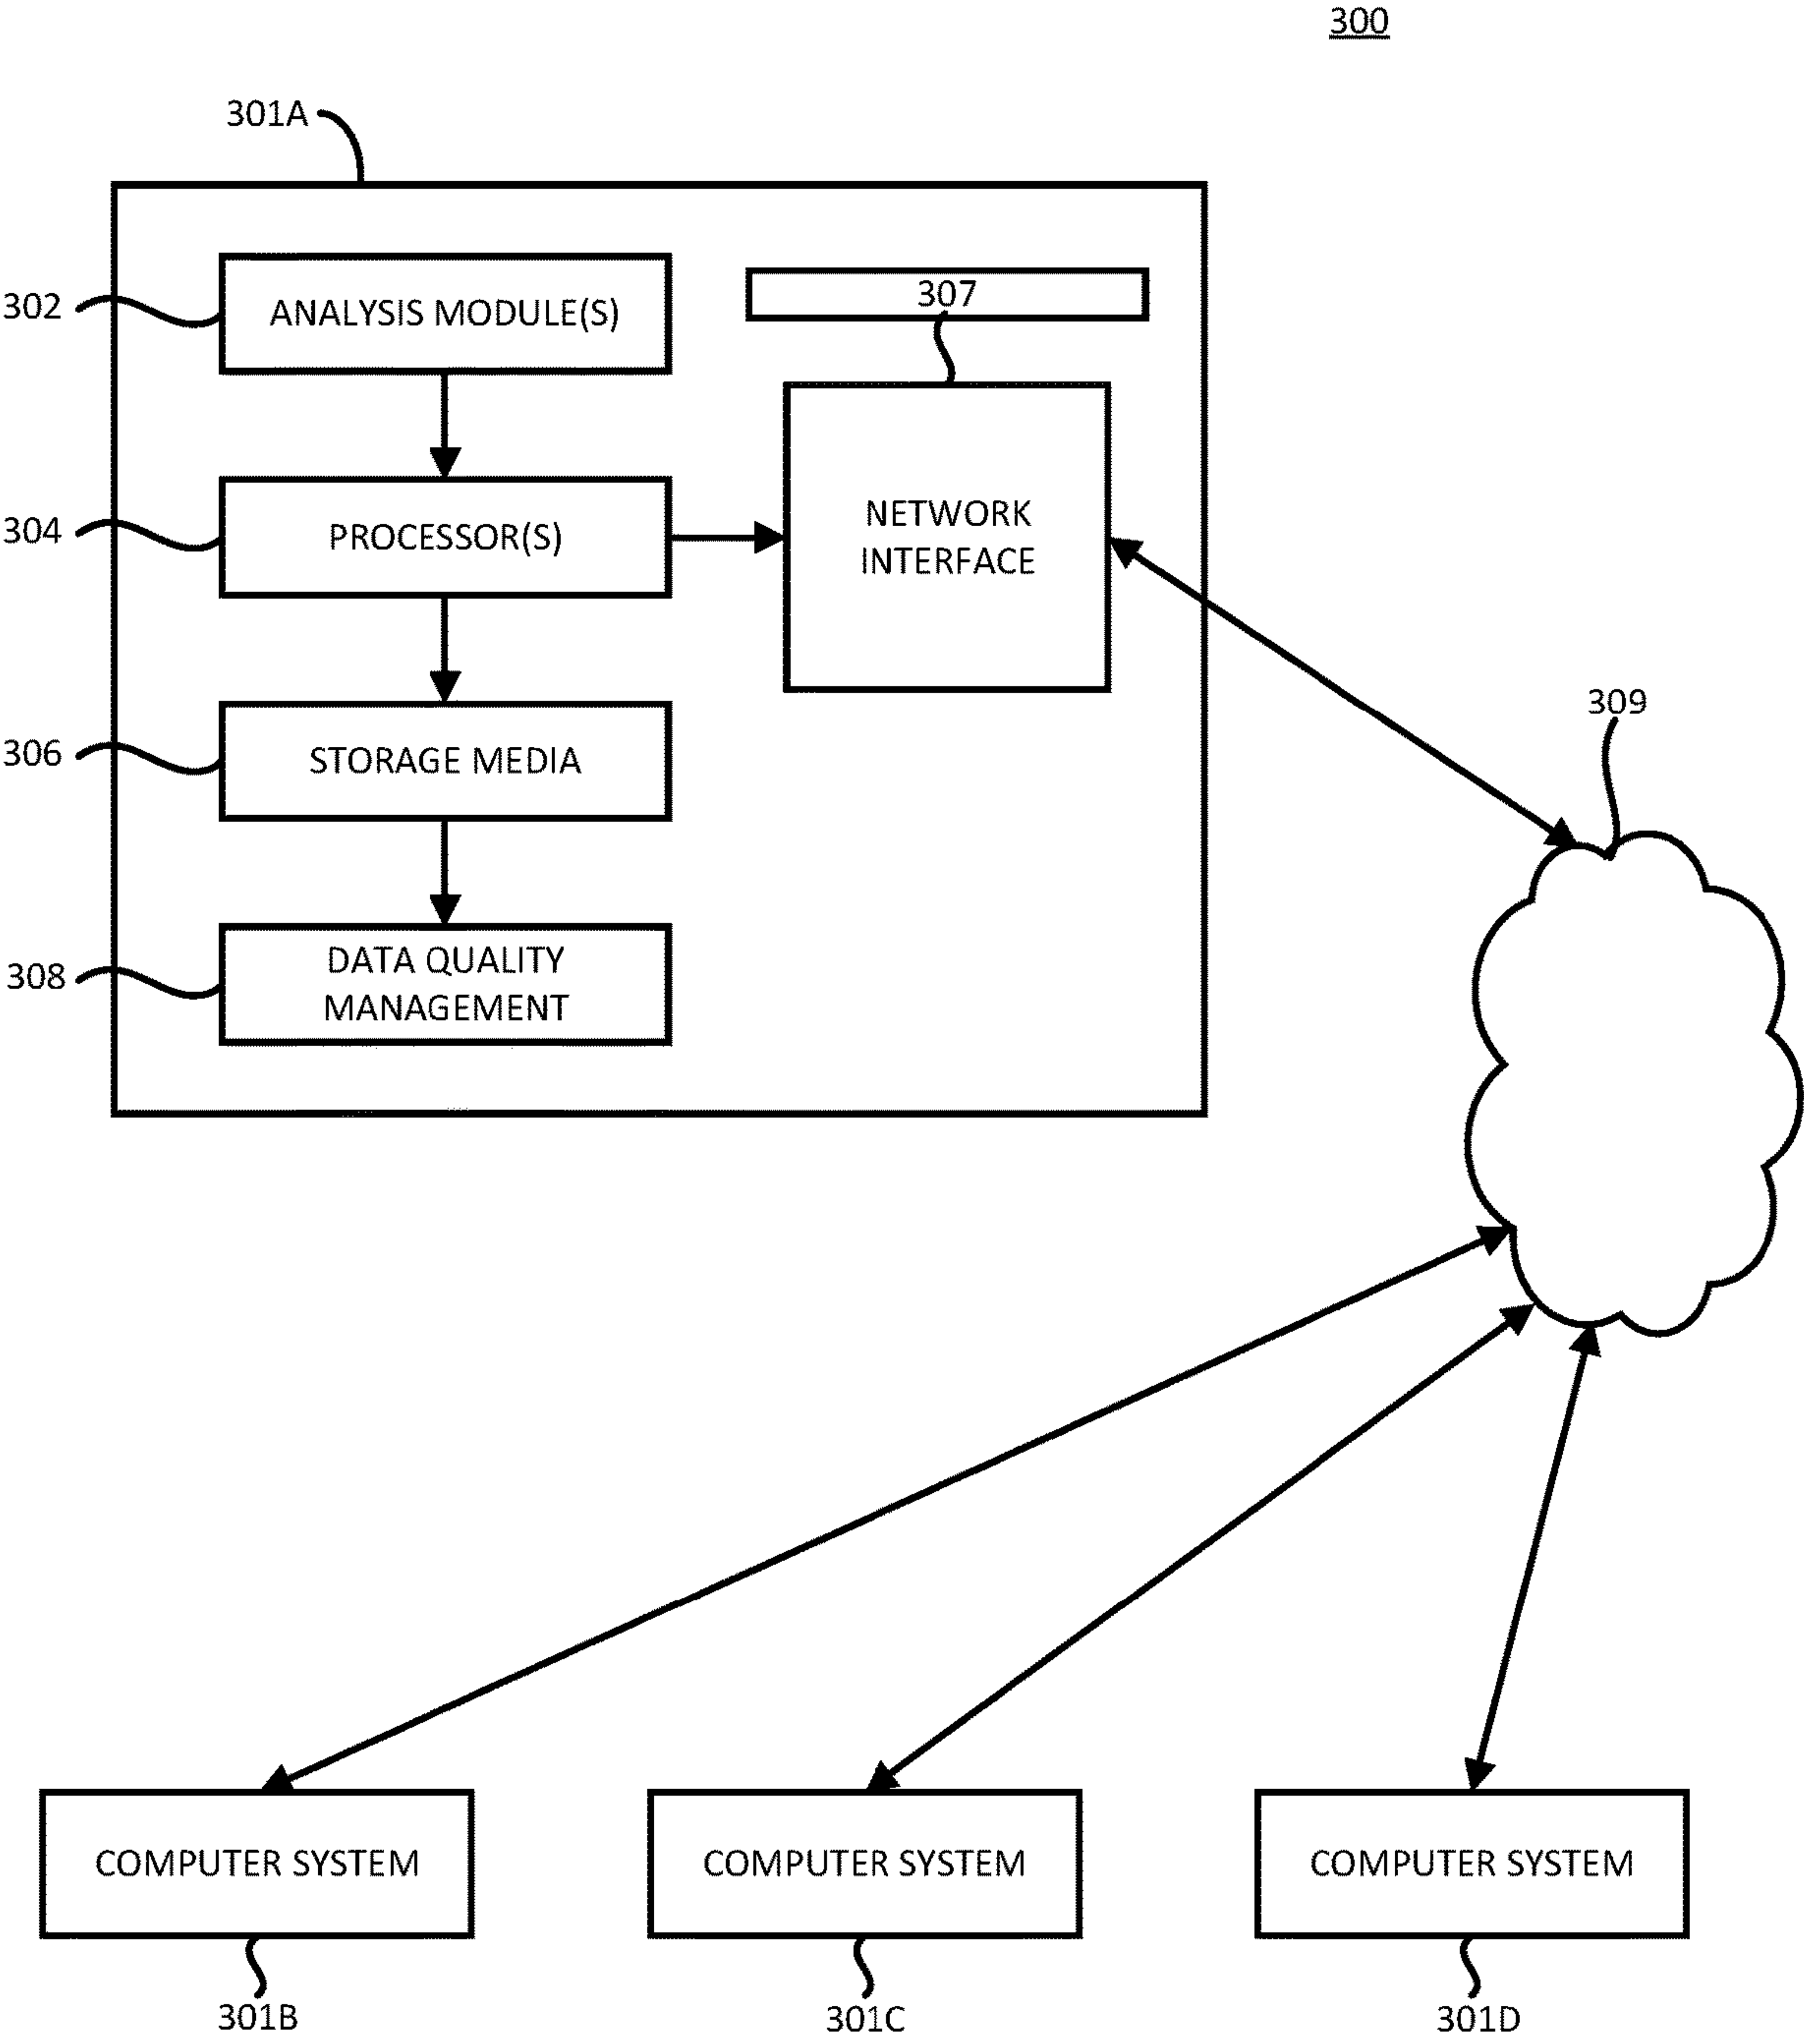 300
301A
302
ANALYSIS MODULE(S)
307
304
PROCESSOR(S)
NETWORK
INTERFACE
306
STORAGE MEDIA
309
308
DATA QUALITY
MANAGEMENT
COMPUTER SYSTEM
COMPUTER SYSTEM
COMPUTER SYSTEM
301B
301C
301D